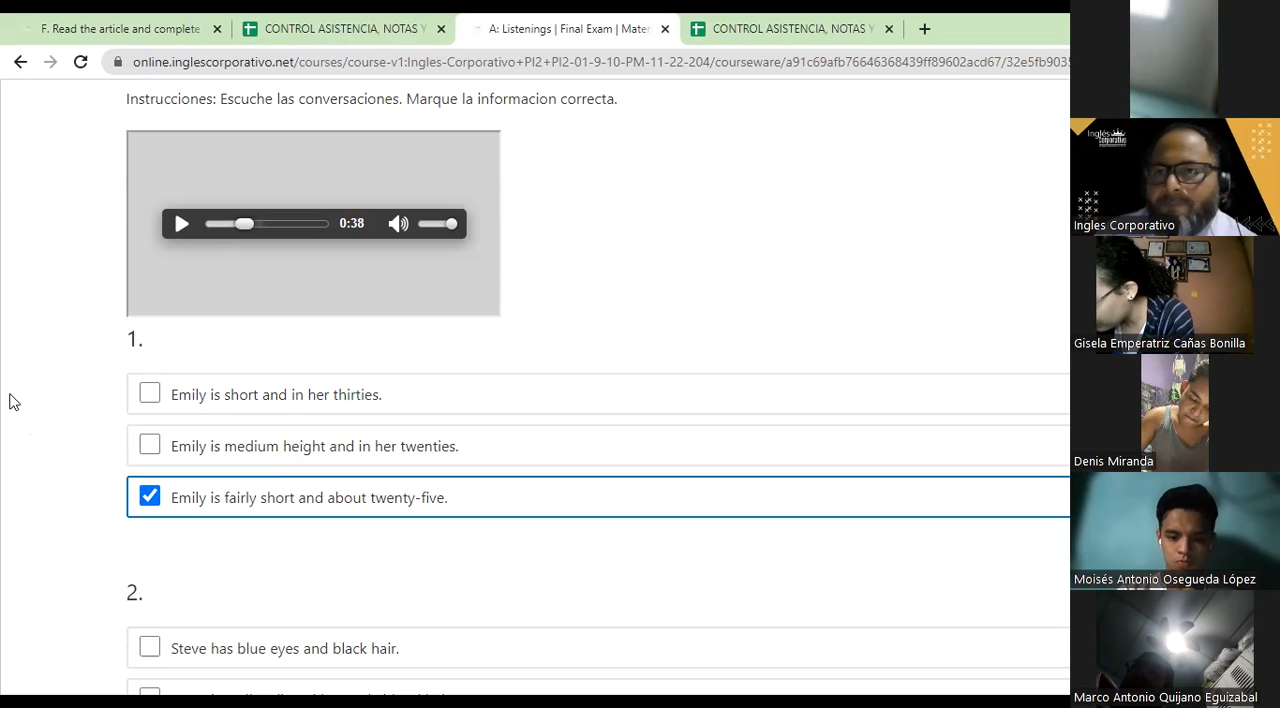 F. Read the article and complete
CONTROL ASISTENCIA, NOTAS Y
A: Listenings | Final Exam | Mater
CONTROL ASISTENCIA, NOTAS Y
online.inglescorporativo.net/courses/course-v1:Ingles-Corporativo+PI2+PI2-01-9-10-PM-11-22-204/courseware/a91c69afb76646368439ff89602acd67/32e5fb9035
Instrucciones: Escuche las conversaciones. Marque la informacion correcta.
0:38
1.
Emily is short and in her thirties.
Emily is medium height and in her twenties.
Emily is fairly short and about twenty-five.
2.
Steve has blue eyes and black hair.
Inglés
Corporativo
Ingles Corporativo
Gisela Emperatriz Cañas Bonilla
Denis Miranda
Moisés Antonio Osegueda López
Marco Antonio Quijano Eguizabal